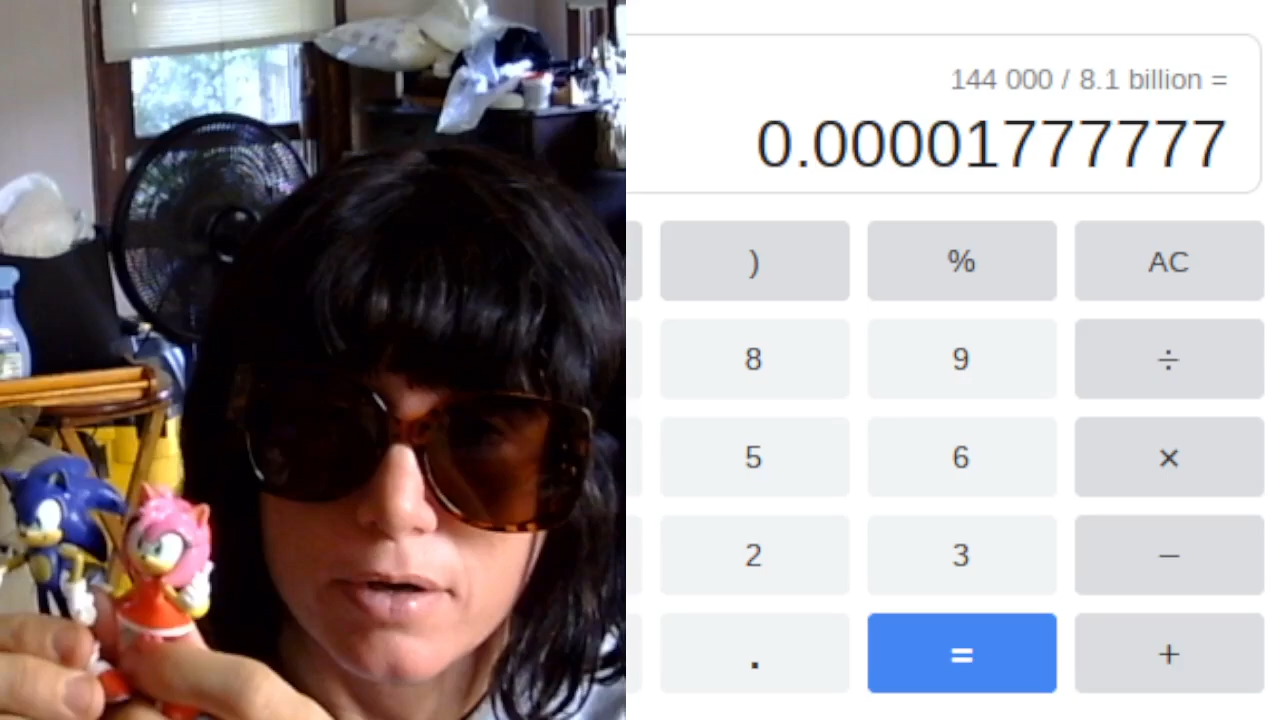 144 000 / 8.1 billion =
0.00001777777
) % AC
8 9 ÷
5 6 ×
2 3 −
. = +